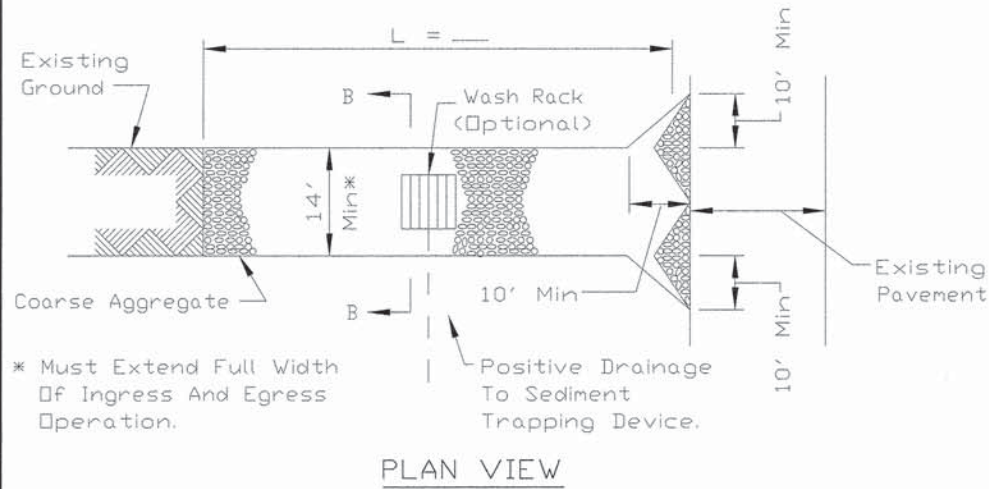 L = ___
Existing
Ground
B
Wash Rack
(Optional)
10' Min
14'
Min*
Coarse Aggregate
10' Min
Existing
Pavement
B
10' Min
* Must Extend Full Width
Of Ingress And Egress
Operation.
Positive Drainage
To Sediment
Trapping Device.
PLAN VIEW